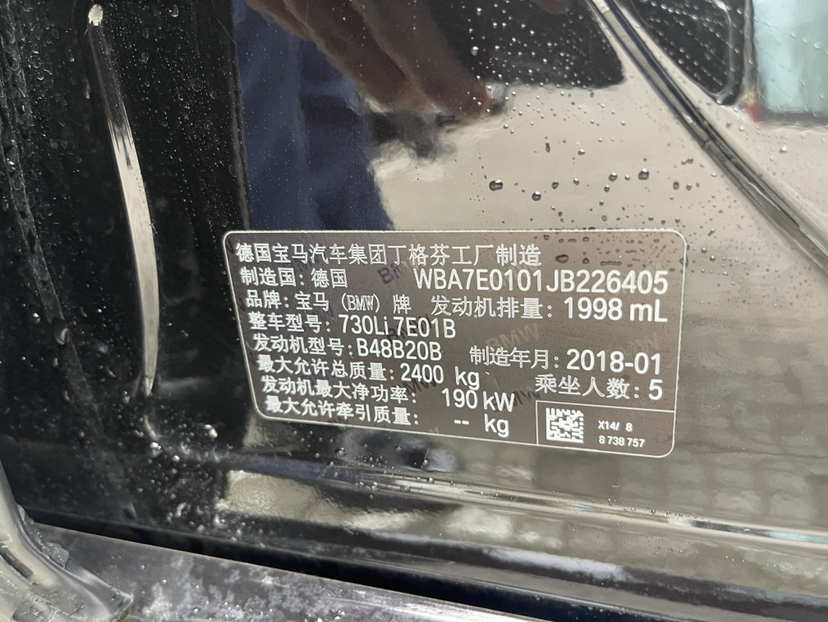 德国宝马汽车集团丁格芬工厂制造
制造国：德国 WBA7E0101JB226405
品牌：宝马（BMW）牌 发动机排量：1998 mL
整车型号：730Li 7E01B
发动机型号：B48B20B 制造年月：2018-01
最大允许总质量：2400 kg 乘坐人数：5
发动机最大净功率：190 kW
最大允许牵引质量：-- kg
X14/ 8
8 738 757